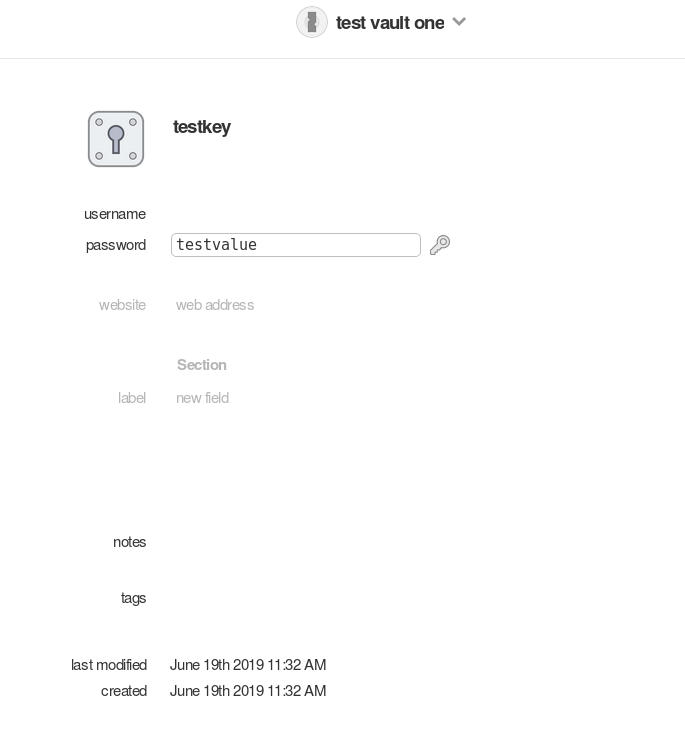 test vault one
testkey
username
password testvalue
website web address
Section
label new field
notes
tags
last modified June 19th 2019 11:32 AM
created June 19th 2019 11:32 AM